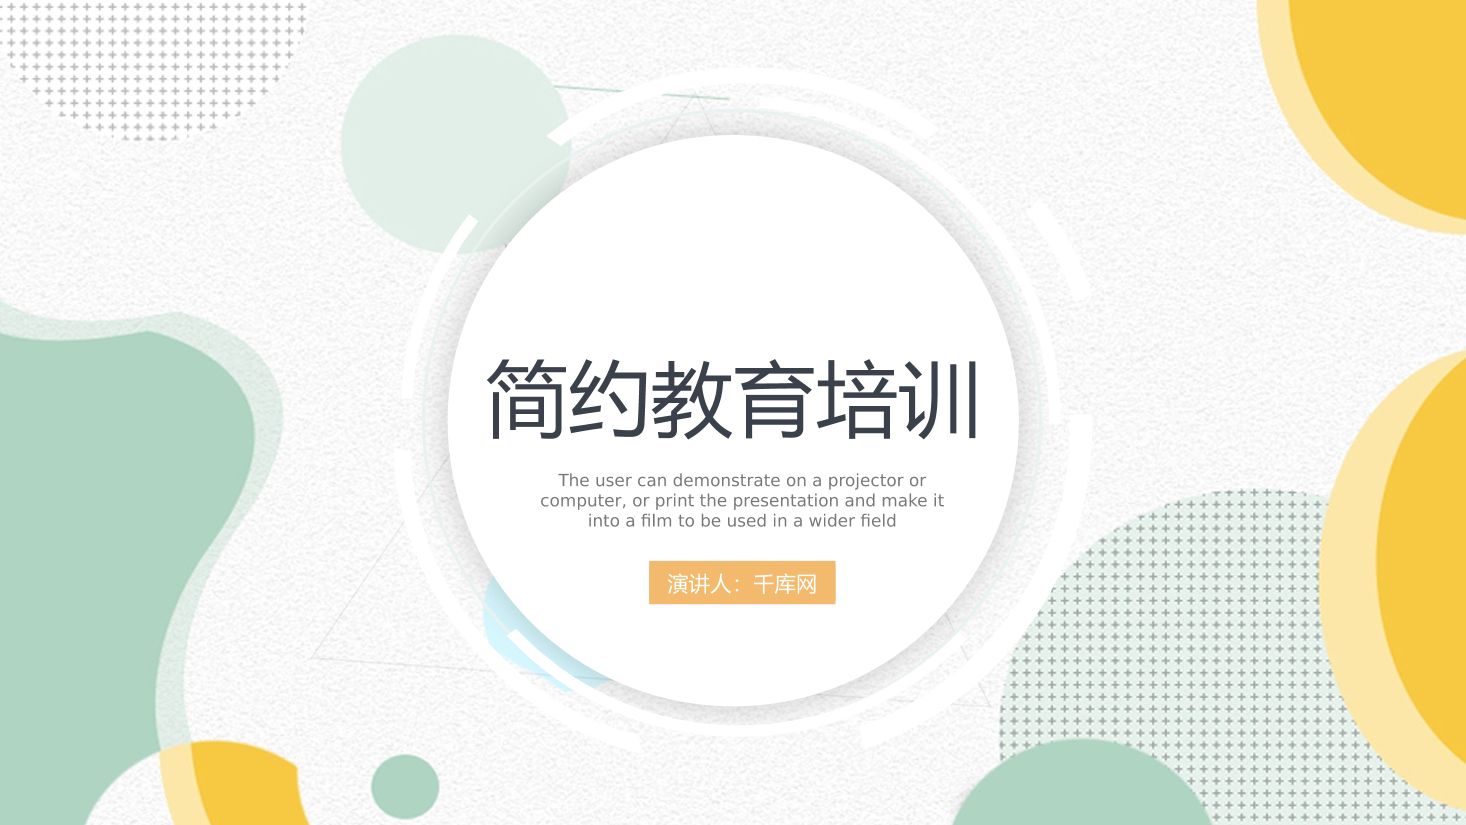 简约教育培训
The user can demonstrate on a projector or
computer, or print the presentation and make it
into a film to be used in a wider field
演讲人：千库网